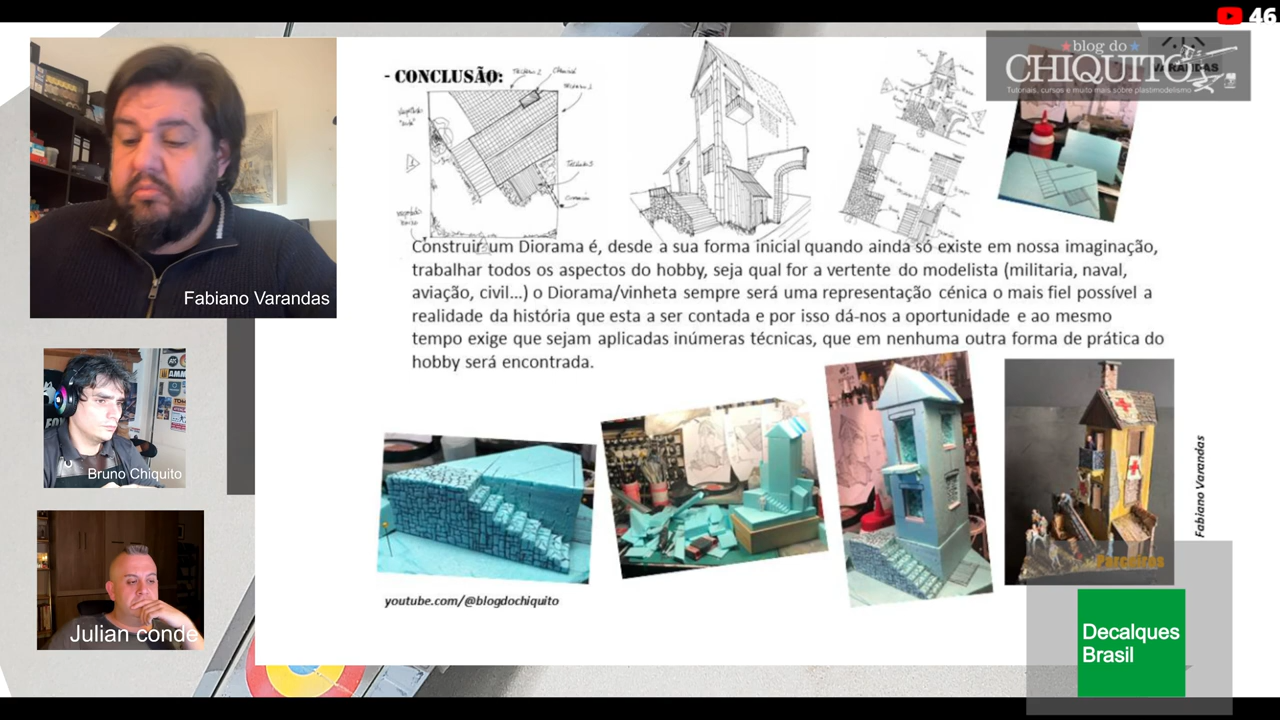 46
blog do
CHIQUITO
VARANDAS
Tutoriais, cursos e muito mais sobre plastimodelismo
Fabiano Varandas
Bruno Chiquito
Julian conde
- CONCLUSÃO:
Construir um Diorama é, desde a sua forma inicial quando ainda só existe em nossa imaginação,
trabalhar todos os aspectos do hobby, seja qual for a vertente do modelista (militaria, naval,
aviação, civil...) o Diorama/vinheta sempre será uma representação cénica o mais fiel possível a
realidade da história que esta a ser contada e por isso dá-nos a oportunidade e ao mesmo
tempo exige que sejam aplicadas inúmeras técnicas, que em nenhuma outra forma de prática do
hobby será encontrada.
youtube.com/@blogdochiquito
Fabiano Varandas
Parceiros
Decalques
Brasil